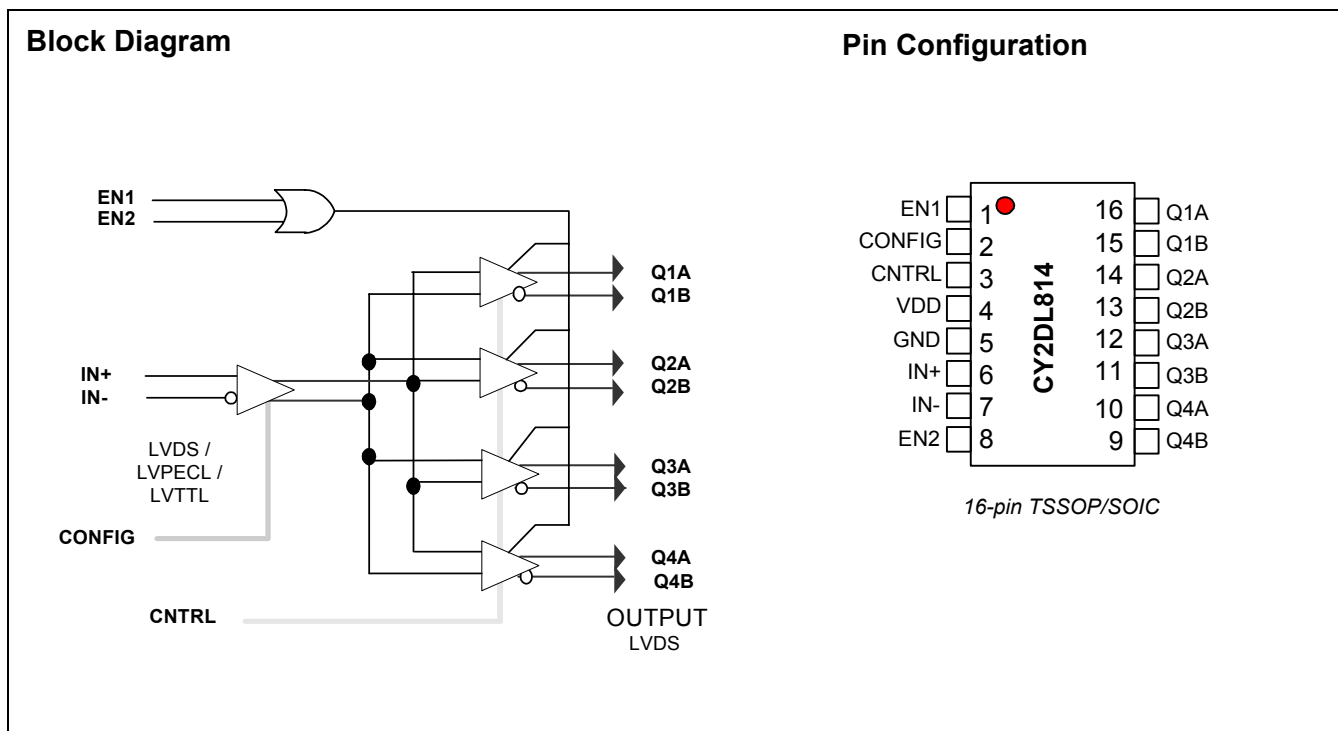 Block Diagram
EN1
EN2
Q1A
Q1B
Q2A
Q2B
IN+
IN-
LVDS /
LVPECL /
LVTTL
Q3A
Q3B
CONFIG
Q4A
Q4B
CNTRL
OUTPUT
LVDS
Pin Configuration
EN1 1 16 Q1A
CONFIG 2 15 Q1B
CNTRL 3 14 Q2A
VDD 4 13 Q2B
GND 5 12 Q3A
IN+ 6 11 Q3B
IN- 7 10 Q4A
EN2 8 9 Q4B
CY2DL814
16-pin TSSOP/SOIC